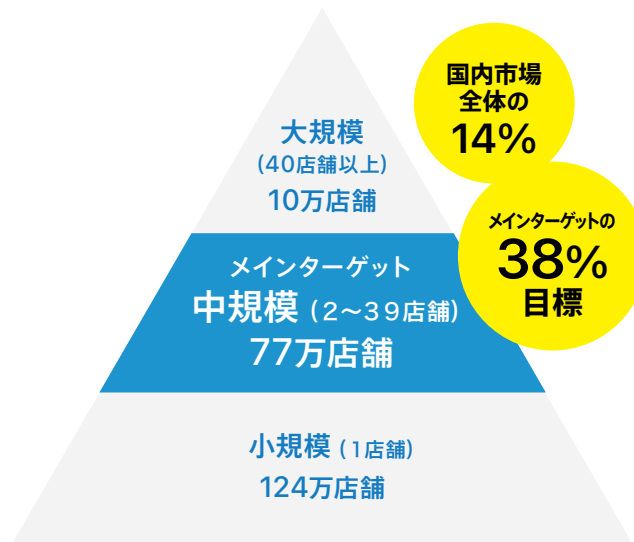 国内市場
全体の
14%
大規模
(40店舗以上)
10万店舗
メインターゲットの
38%
目標
メインターゲット
中規模(2〜39店舗)
77万店舗
小規模(1店舗)
124万店舗